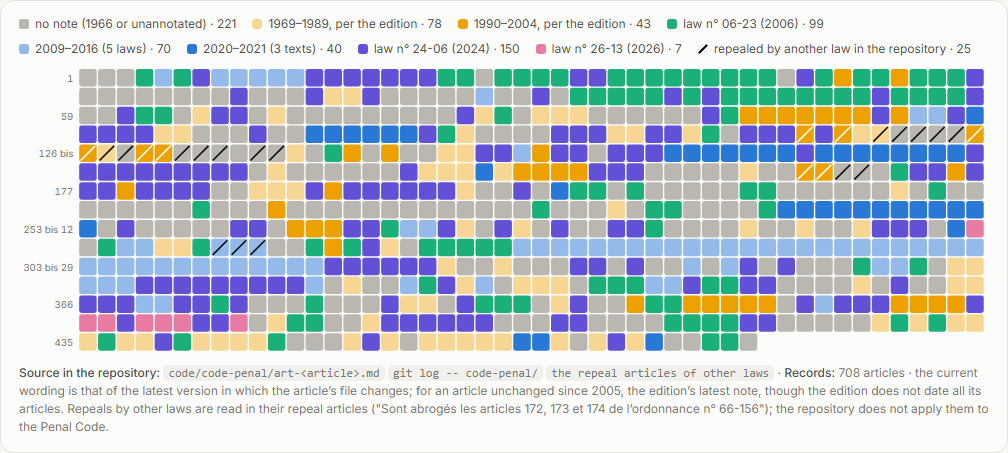 no note (1966 or unannotated) · 221 1969–1989, per the edition · 78 1990–2004, per the edition · 43 law n° 06-23 (2006) · 99
2009–2016 (5 laws) · 70 2020–2021 (3 texts) · 40 law n° 24-06 (2024) · 150 law n° 26-13 (2026) · 7 repealed by another law in the repository · 25
1
59
126 bis
177
253 bis 12
303 bis 29
366
435
Source in the repository: code/code-penal/art-<article>.md git log -- code-penal/ the repeal articles of other laws · Records: 708 articles · the current
wording is that of the latest version in which the article's file changes; for an article unchanged since 2005, the edition's latest note, though the edition does not date all its
articles. Repeals by other laws are read in their repeal articles ("Sont abrogés les articles 172, 173 et 174 de l'ordonnance n° 66-156"); the repository does not apply them to
the Penal Code.